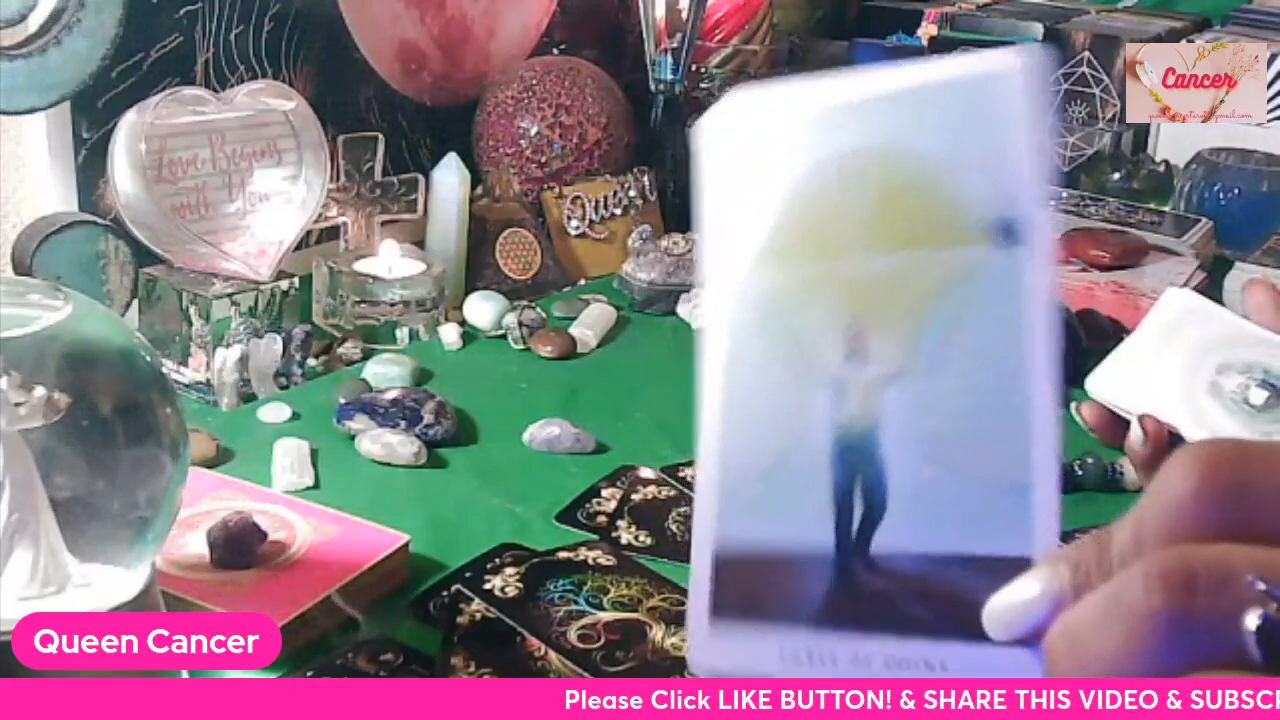 Cancer
Love Begins
with You
Queen
Queen Cancer
Please Click LIKE BUTTON! & SHARE THIS VIDEO & SUBSC